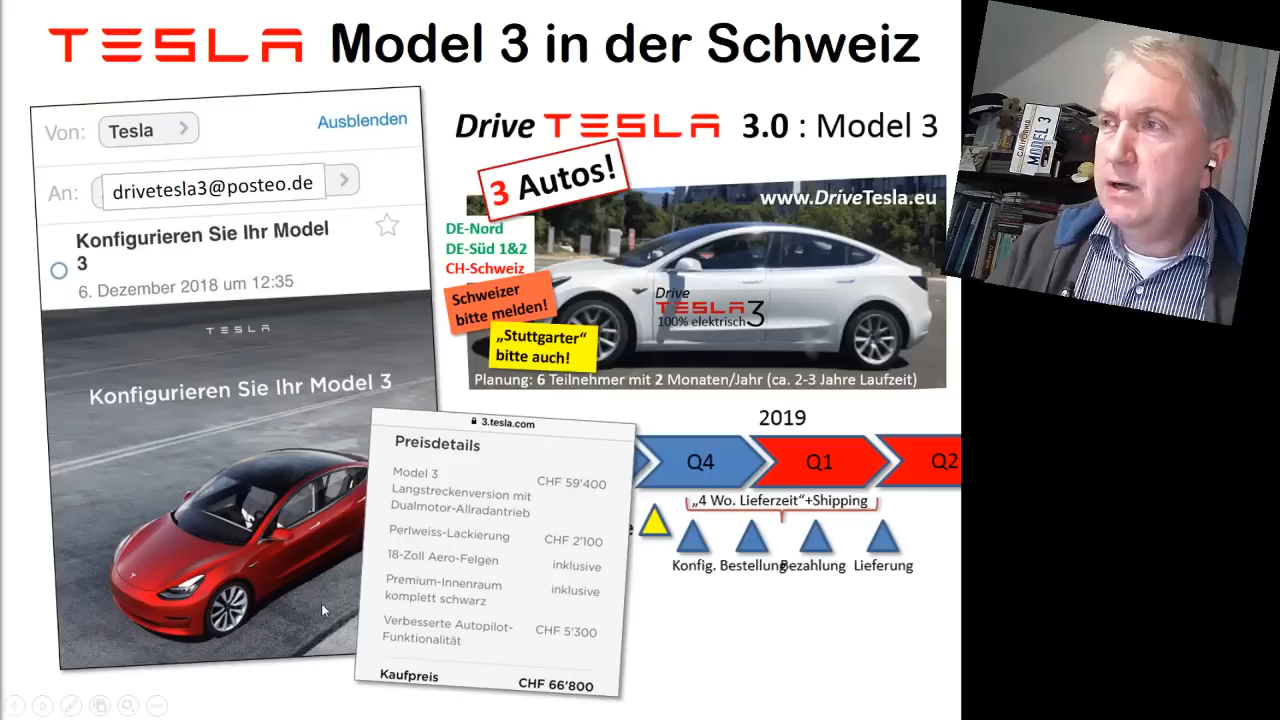 TESLA Model 3 in der Schweiz
Von: Tesla
Ausblenden
An: drivetesla3@posteo.de
Konfigurieren Sie Ihr Model
3
6. Dezember 2018 um 12:35
TESLA
Konfigurieren Sie Ihr Model 3
Drive TESLA 3.0 : Model 3
3 Autos!
www.DriveTesla.eu
DE-Nord
DE-Süd 1&2
CH-Schweiz
Schweizer
bitte melden!
„Stuttgarter“
bitte auch!
Drive
TESLA 3
100% elektrisch
Planung: 6 Teilnehmer mit 2 Monaten/Jahr (ca. 2-3 Jahre Laufzeit)
3.tesla.com
Preisdetails
Model 3
Langstreckenversion mit
Dualmotor-Allradantrieb
CHF 59'400
Perlweiss-Lackierung CHF 2'100
18-Zoll Aero-Felgen inklusive
Premium-Innenraum
komplett schwarz
inklusive
Verbesserte Autopilot-
Funktionalität
CHF 5'300
Kaufpreis CHF 66'800
2019
Q4 Q1 Q2
„4 Wo. Lieferzeit“+Shipping
e
Konfig. Bestellung Bezahlung Lieferung
CALIFORNIA
MODEL 3